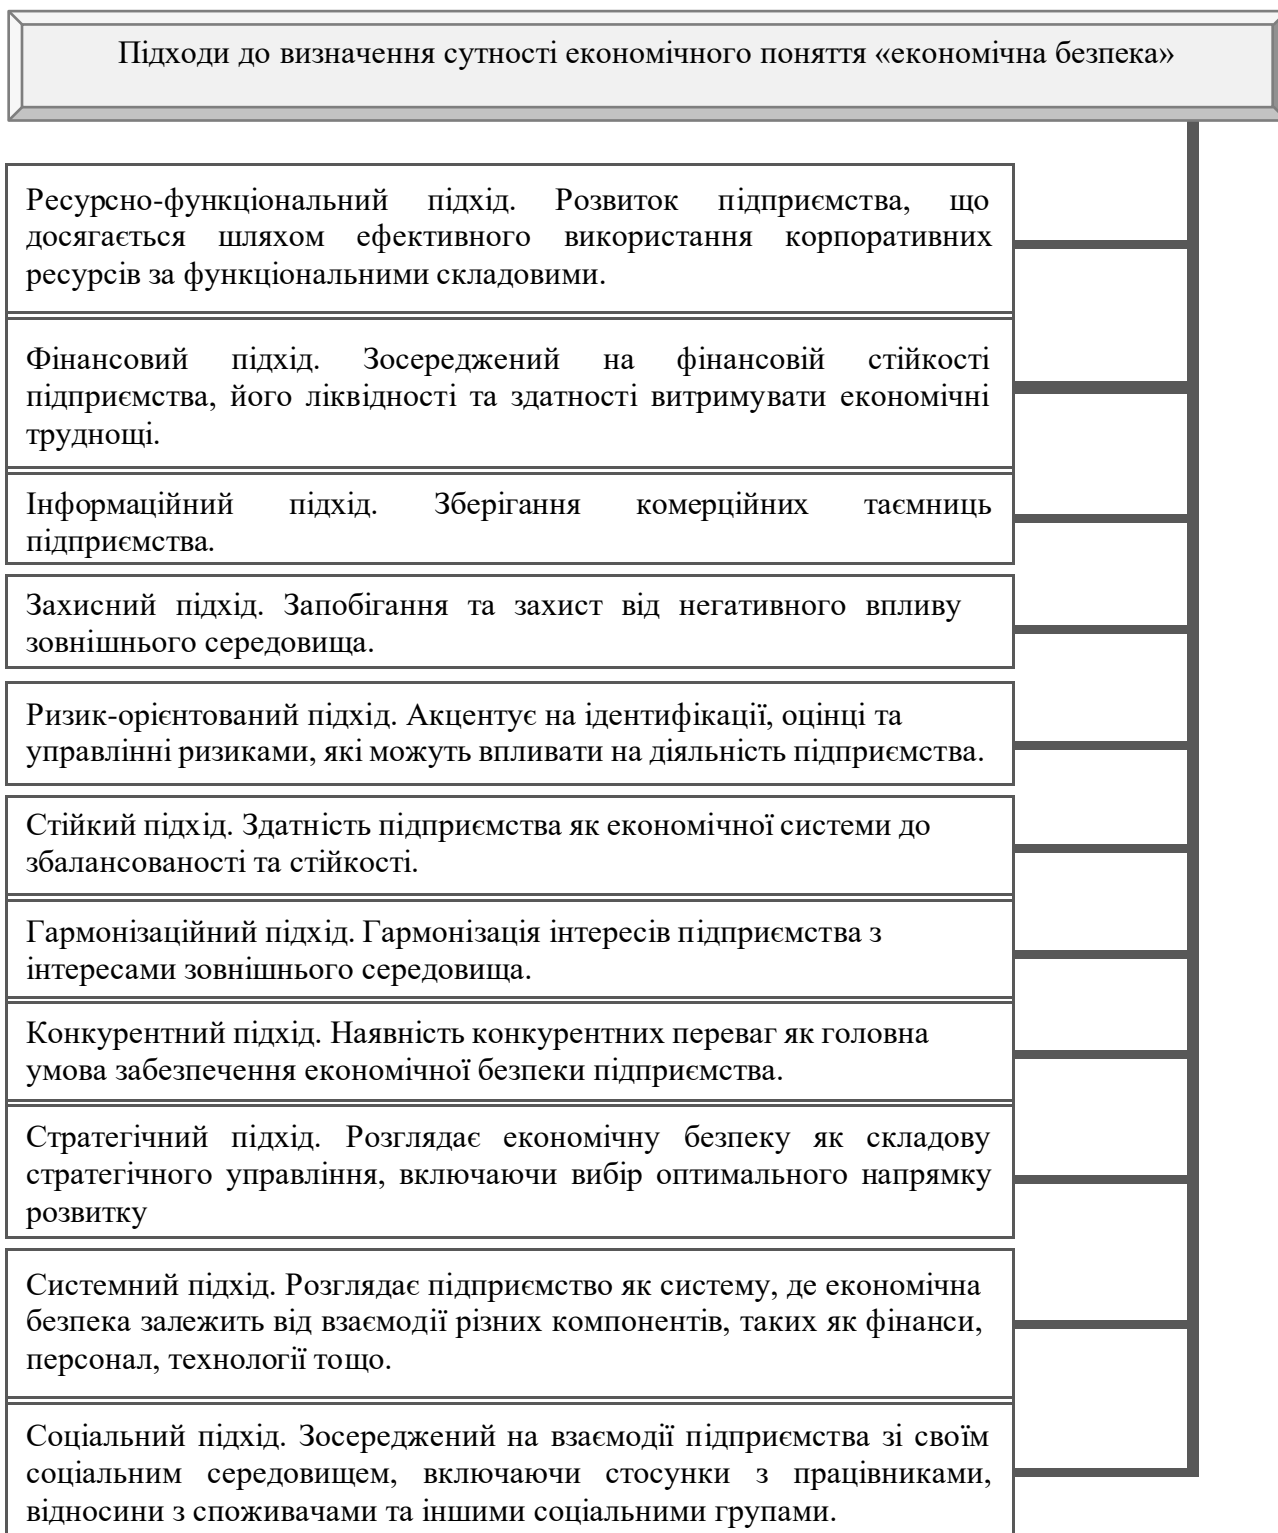 Підходи до визначення сутності економічного поняття «економічна безпека»
Ресурсно-функціональний підхід. Розвиток підприємства, що
досягається шляхом ефективного використання корпоративних
ресурсів за функціональними складовими.
Фінансовий підхід. Зосереджений на фінансовій стійкості
підприємства, його ліквідності та здатності витримувати економічні
труднощі.
Інформаційний підхід. Зберігання комерційних таємниць
підприємства.
Захисний підхід. Запобігання та захист від негативного впливу
зовнішнього середовища.
Ризик-орієнтований підхід. Акцентує на ідентифікації, оцінці та
управлінні ризиками, які можуть впливати на діяльність підприємства.
Стійкий підхід. Здатність підприємства як економічної системи до
збалансованості та стійкості.
Гармонізаційний підхід. Гармонізація інтересів підприємства з
інтересами зовнішнього середовища.
Конкурентний підхід. Наявність конкурентних переваг як головна
умова забезпечення економічної безпеки підприємства.
Стратегічний підхід. Розглядає економічну безпеку як складову
стратегічного управління, включаючи вибір оптимального напрямку
розвитку
Системний підхід. Розглядає підприємство як систему, де економічна
безпека залежить від взаємодії різних компонентів, таких як фінанси,
персонал, технології тощо.
Соціальний підхід. Зосереджений на взаємодії підприємства зі своїм
соціальним середовищем, включаючи стосунки з працівниками,
відносини з споживачами та іншими соціальними групами.